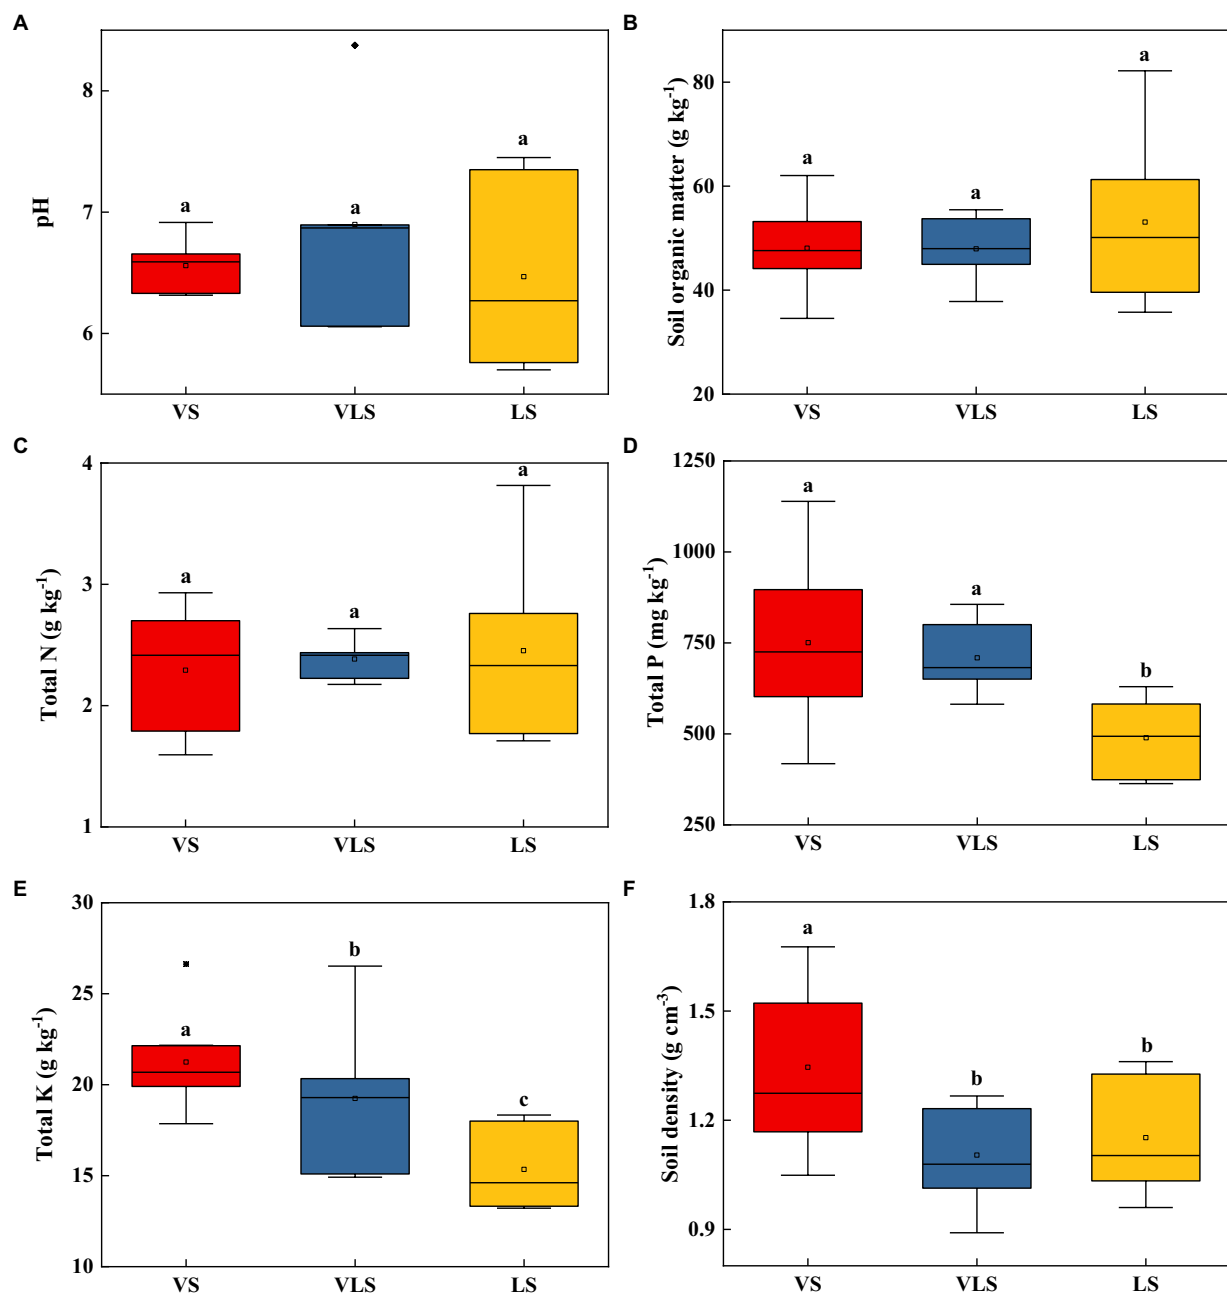 A
pH
8
7
6
a
a
a
VS
VLS
LS
B
Soil organic matter (g kg⁻¹)
80
60
40
20
a
a
a
VS
VLS
LS
C
Total N (g kg⁻¹)
4
3
2
1
a
a
a
VS
VLS
LS
D
Total P (mg kg⁻¹)
1250
1000
750
500
250
a
a
b
VS
VLS
LS
E
Total K (g kg⁻¹)
30
25
20
15
10
a
b
c
VS
VLS
LS
F
Soil density (g cm⁻³)
1.8
1.5
1.2
0.9
a
b
b
VS
VLS
LS